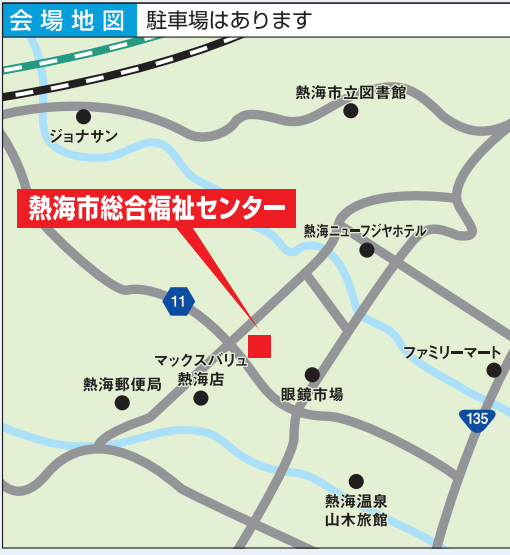 会場地図 駐車場はあります
熱海市立図書館
ジョナサン
熱海市総合福祉センター
熱海ニューフジヤホテル
11
マックスバリュ
熱海店
ファミリーマート
熱海郵便局
眼鏡市場
135
熱海温泉
山木旅館